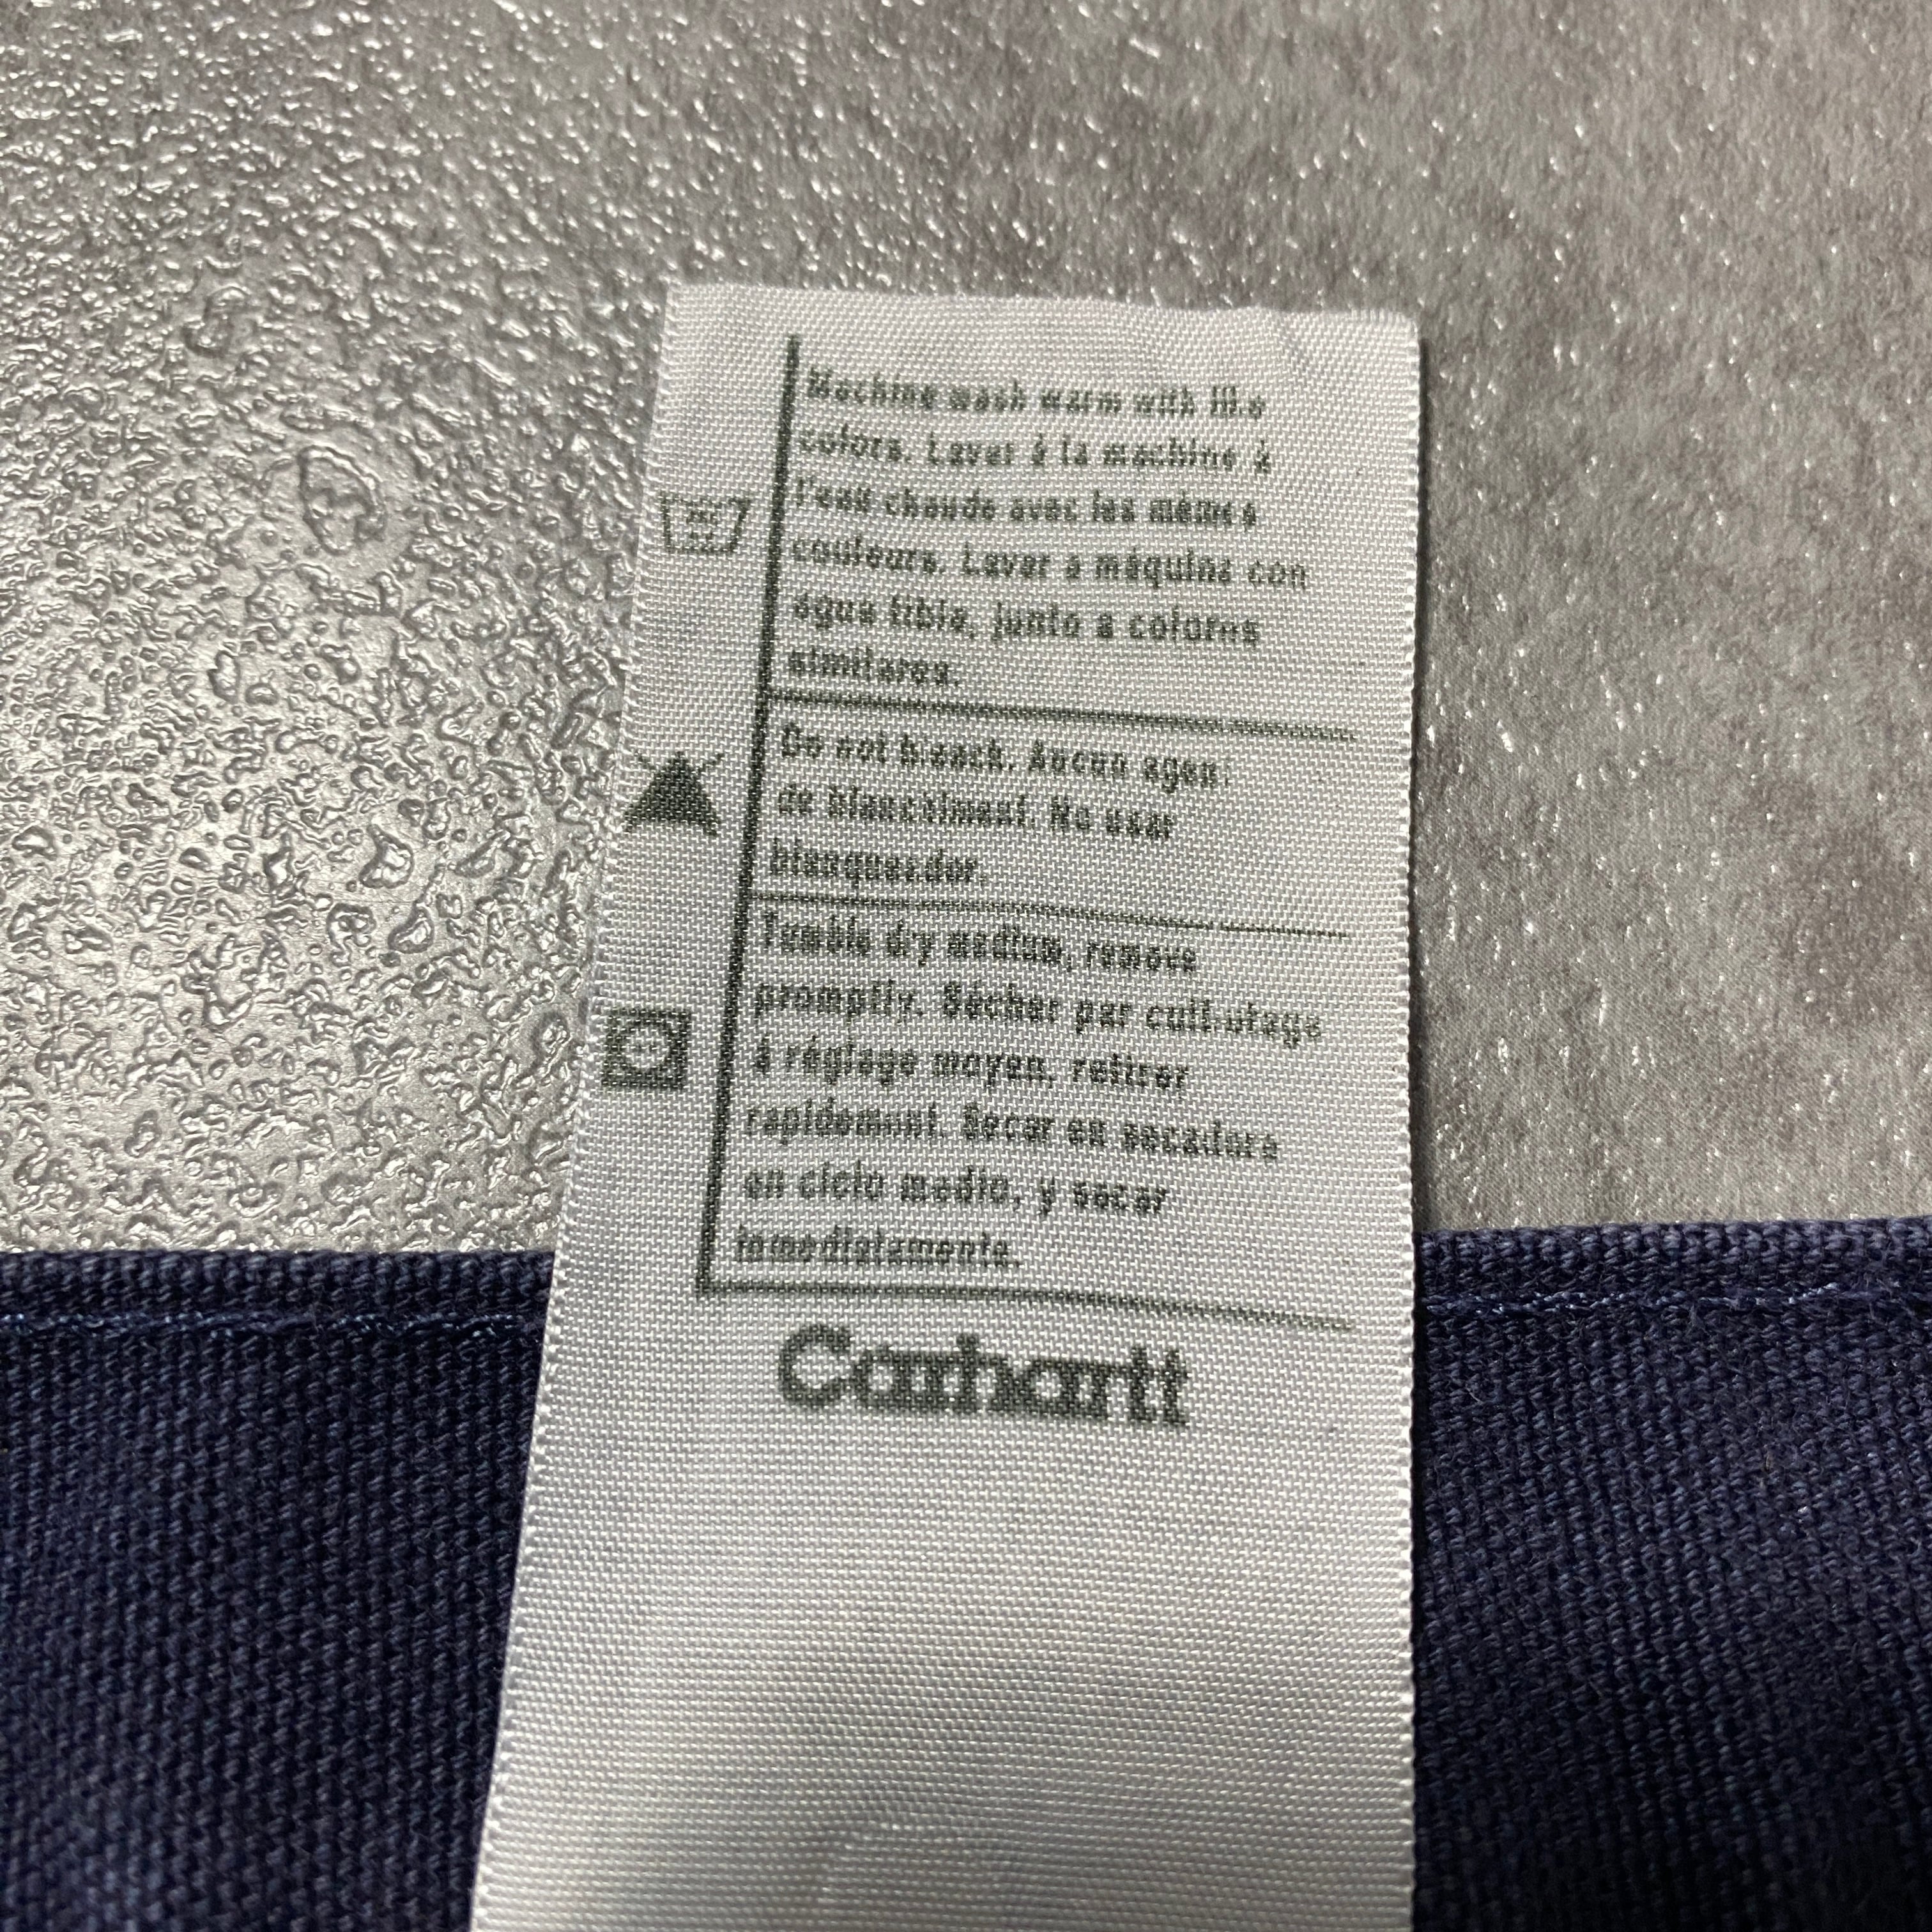 Machine wash warm with like
colors. Laver à la machine à
l'eau chaude avec les mêmes
couleurs. Lavar a máquina con
agua tibia, junto a colores
similares.
Do not bleach. Aucun agent
de blanchiment. No usar
blanqueador.
Tumble dry medium, remove
promptly. Sécher par culbutage
à réglage moyen, retirer
rapidement. Secar en secadora
en ciclo medio, y secar
inmediatamente.
Carhartt